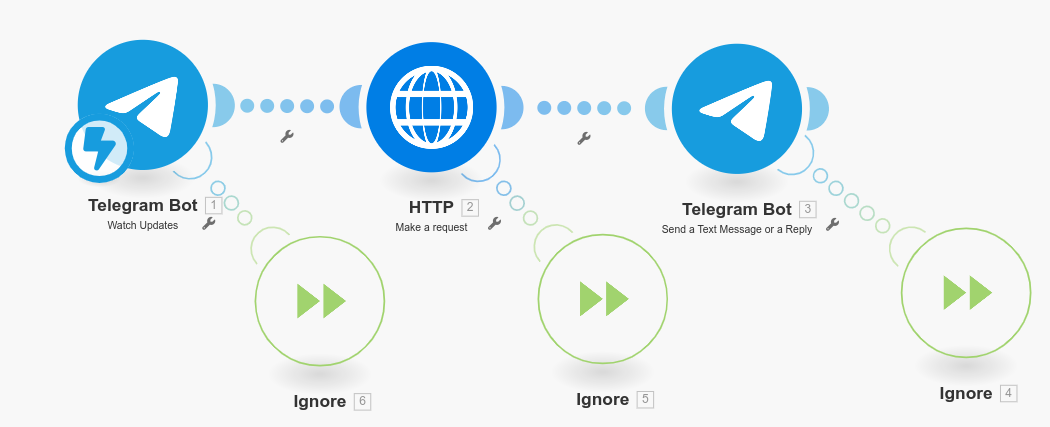 Telegram Bot 1
Watch Updates
HTTP 2
Make a request
Telegram Bot 3
Send a Text Message or a Reply
Ignore 6
Ignore 5
Ignore 4